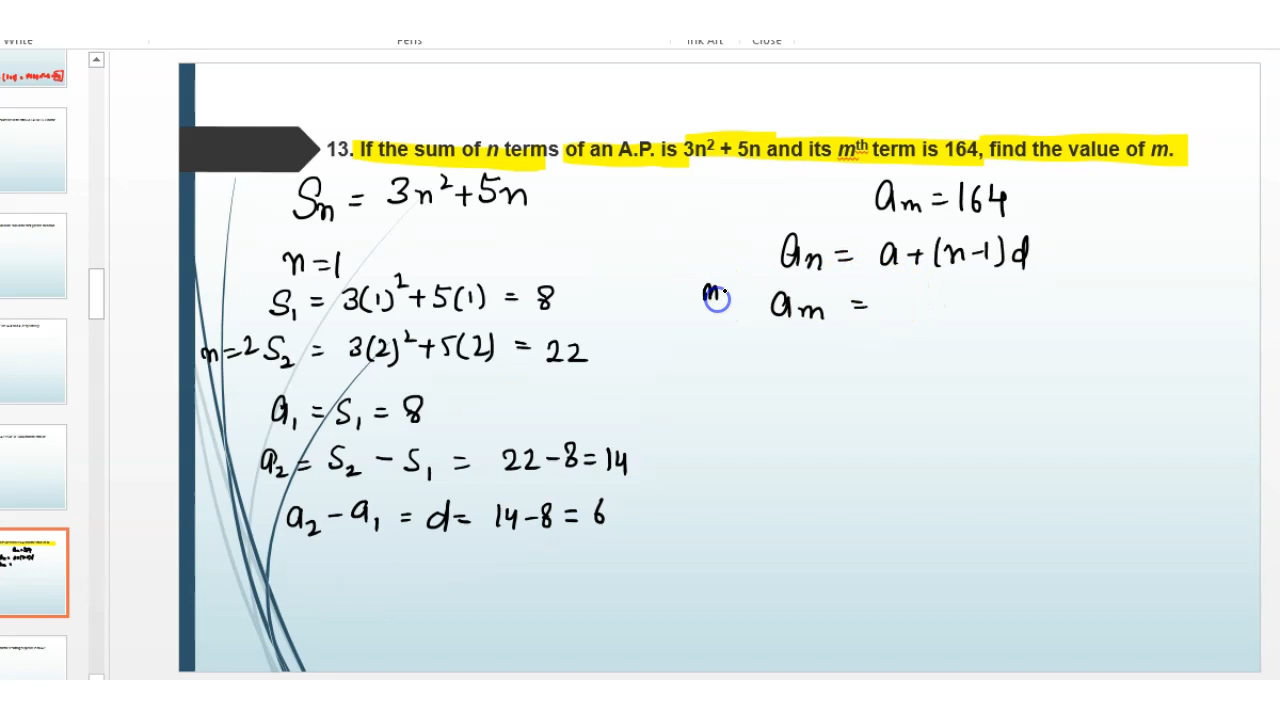 Write
Pens
Ink Art
Close
13. If the sum of n terms of an A.P. is 3n² + 5n and its mᵗʰ term is 164, find the value of m.
Sₙ = 3n² + 5n
n = 1
S₁ = 3(1)² + 5(1) = 8
n = 2 S₂ = 3(2)² + 5(2) = 22
a₁ = S₁ = 8
a₂ = S₂ − S₁ = 22 − 8 = 14
a₂ − a₁ = d = 14 − 8 = 6
aₘ = 164
aₙ = a + (n−1)d
m
aₘ =